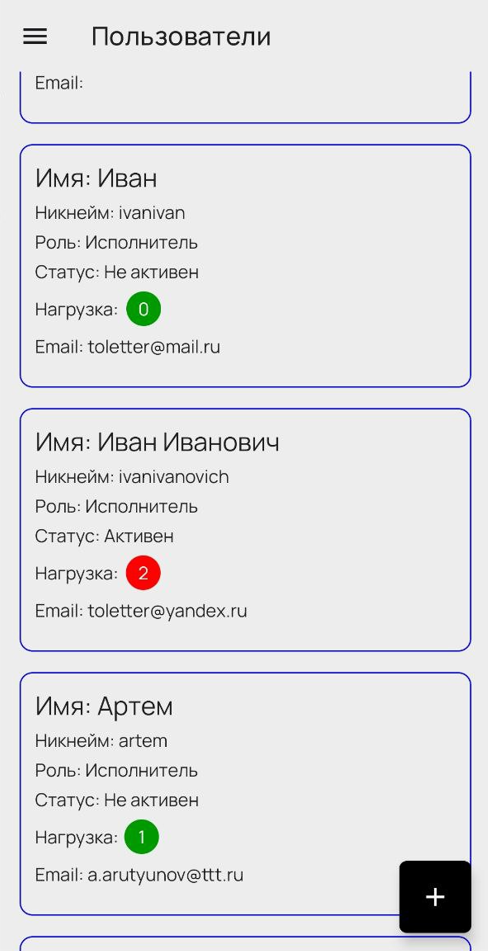 Пользователи
Email:
Имя: Иван
Никнейм: ivanivan
Роль: Исполнитель
Статус: Не активен
Нагрузка: 0
Email: toletter@mail.ru
Имя: Иван Иванович
Никнейм: ivanivanovich
Роль: Исполнитель
Статус: Активен
Нагрузка: 2
Email: toletter@yandex.ru
Имя: Артем
Никнейм: artem
Роль: Исполнитель
Статус: Не активен
Нагрузка: 1
Email: a.arutyunov@ttt.ru
+